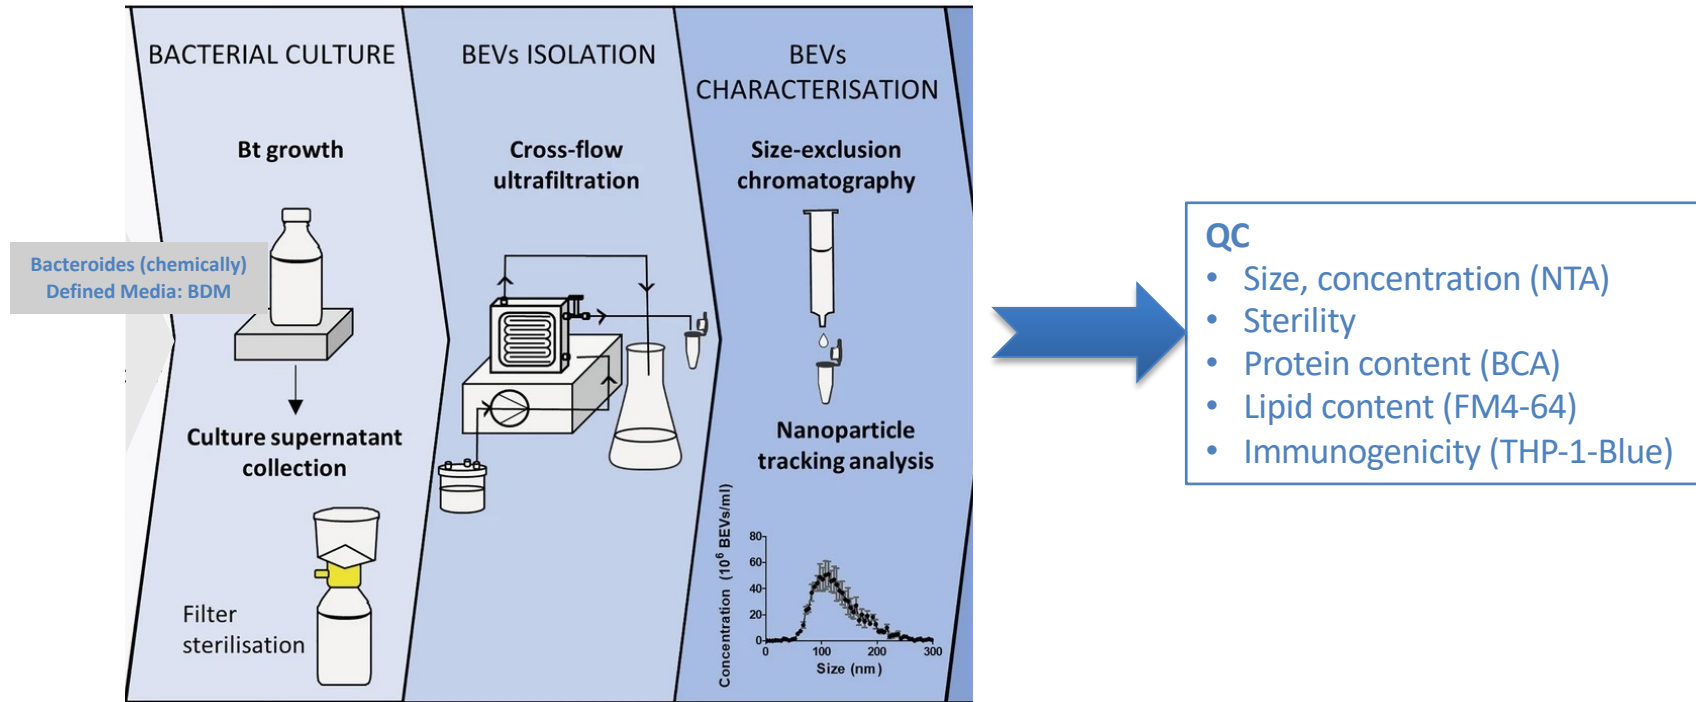 BACTERIAL CULTURE
Bt growth
Bacteroides (chemically)
Defined Media: BDM
Culture supernatant
collection
Filter
sterilisation
BEVs ISOLATION
Cross-flow
ultrafiltration
BEVs
CHARACTERISATION
Size-exclusion
chromatography
Nanoparticle
tracking analysis
Concentration (10⁶ BEVs/ml)
80
60
40
20
0
0 100 200 300
Size (nm)
QC
• Size, concentration (NTA)
• Sterility
• Protein content (BCA)
• Lipid content (FM4-64)
• Immunogenicity (THP-1-Blue)